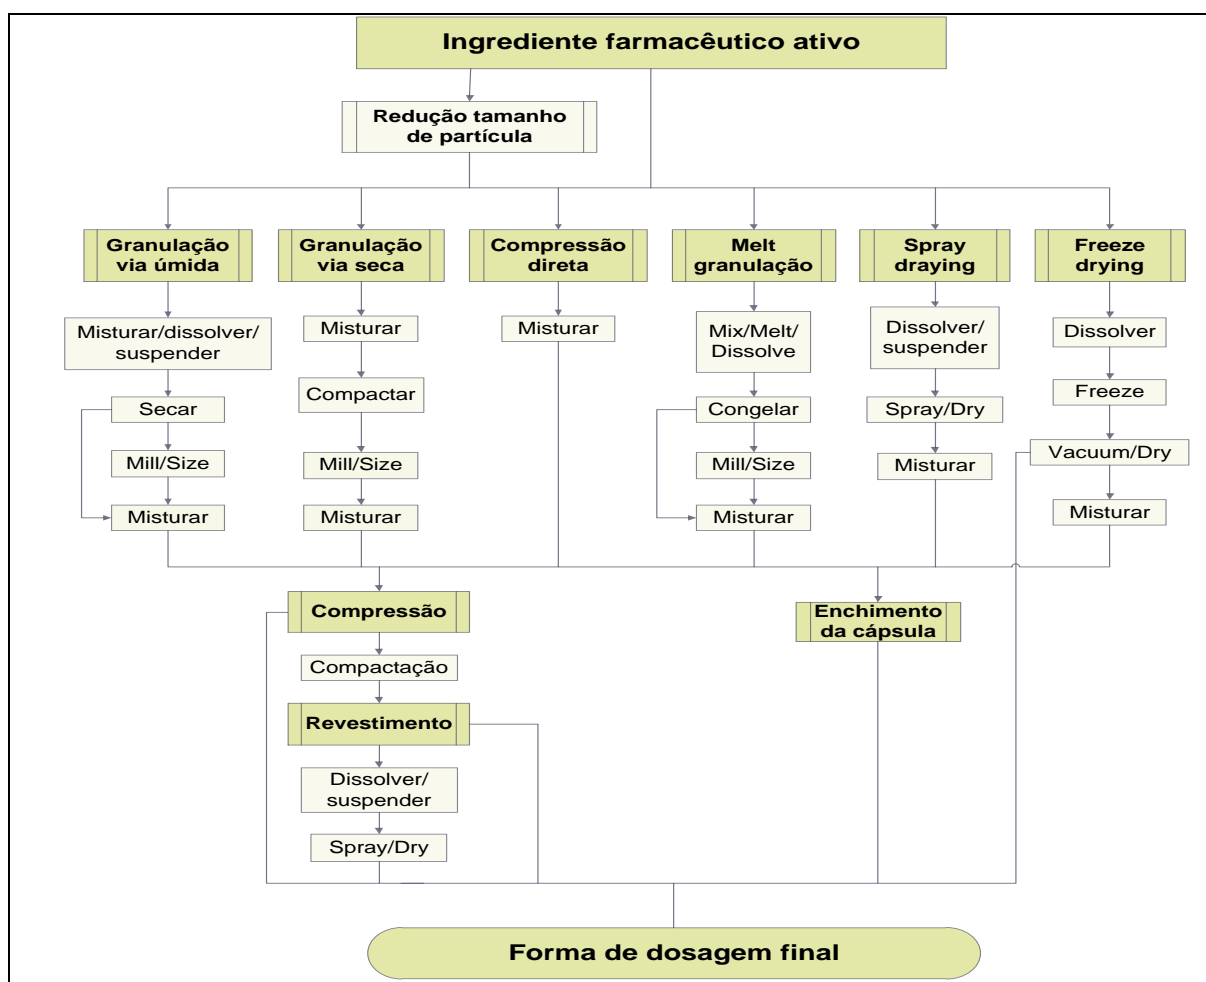 Ingrediente farmacêutico ativo
Redução tamanho
de partícula
Granulação
via úmida
Granulação
via seca
Compressão
direta
Melt
granulação
Spray
draying
Freeze
drying
Misturar/dissolver/
suspender
Misturar
Misturar
Mix/Melt/
Dissolve
Dissolver/
suspender
Dissolver
Secar
Compactar
Congelar
Spray/Dry
Freeze
Mill/Size
Mill/Size
Mill/Size
Misturar
Vacuum/Dry
Misturar
Misturar
Misturar
Misturar
Compressão
Enchimento
da cápsula
Compactação
Revestimento
Dissolver/
suspender
Spray/Dry
Forma de dosagem final